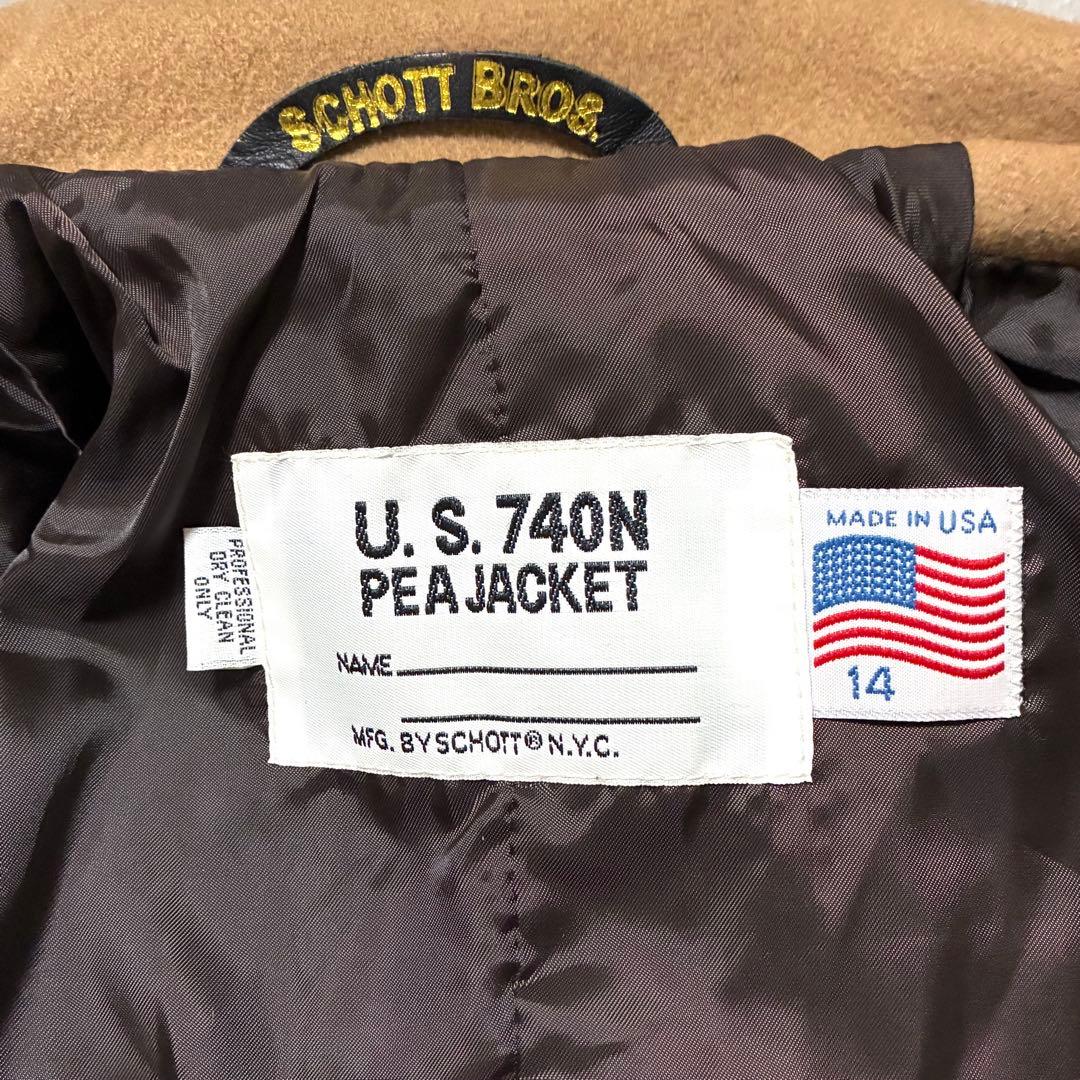 SCHOTT BROS.
U. S. 740N
PEA JACKET
NAME
MFG. BY SCHOTT® N.Y.C.
PROFESSIONAL
DRY CLEAN
ONLY
MADE IN USA
14